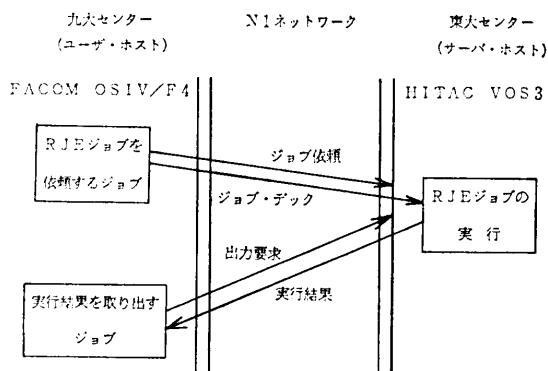 九大センター
(ユーザ・ホスト)
N1ネットワーク
東大センター
(サーバ・ホスト)
FACOM OSIV/F4
HITAC VOS3
RJEジョブを
依頼するジョブ
ジョブ依頼
ジョブ・デック
RJEジョブの
実 行
出力要求
実行結果
実行結果を取り出す
ジョブ